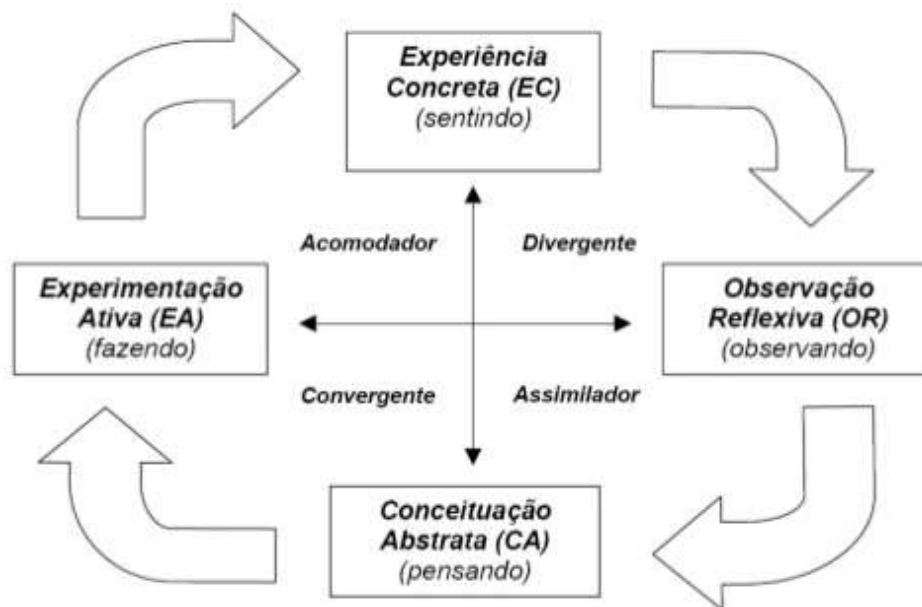 Experiência
Concreta (EC)
(sentindo)
Acomodador
Divergente
Experimentação
Ativa (EA)
(fazendo)
Observação
Reflexiva (OR)
(observando)
Convergente
Assimilador
Conceituação
Abstrata (CA)
(pensando)